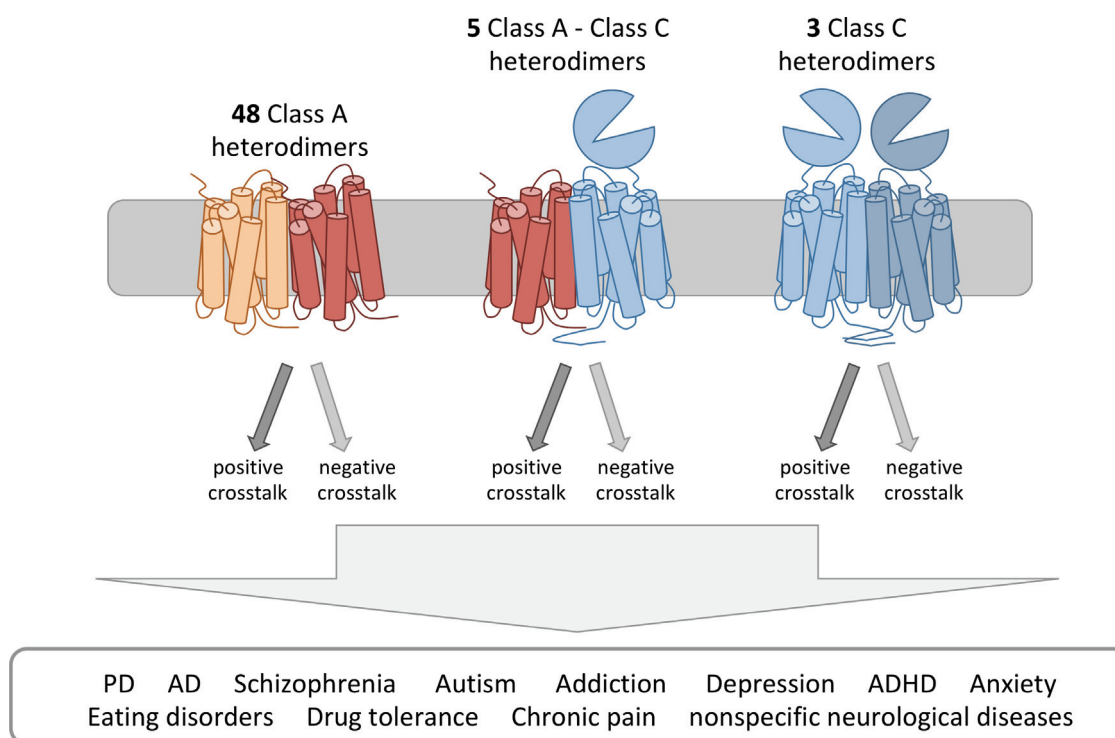 5 Class A - Class C
heterodimers
3 Class C
heterodimers
48 Class A
heterodimers
positive
crosstalk
negative
crosstalk
positive
crosstalk
negative
crosstalk
positive
crosstalk
negative
crosstalk
PD AD Schizophrenia Autism Addiction Depression ADHD Anxiety
Eating disorders Drug tolerance Chronic pain nonspecific neurological diseases